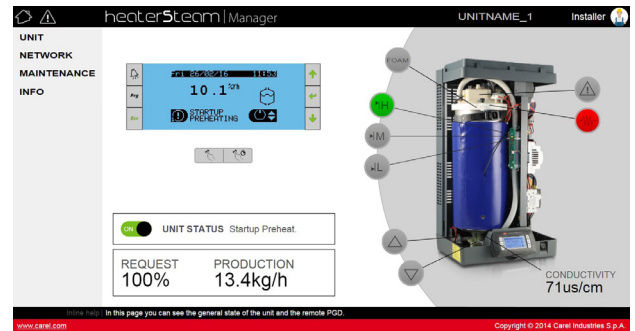 heaterSteam | Manager
UNITNAME_1
Installer
UNIT
NETWORK
MAINTENANCE
INFO
Fri 26/02/16 11:53
Prg
Esc
STARTUP
PREHEATING
FOAM
H
M
L
ON
UNIT STATUS Startup Preheat.
REQUEST
100%
PRODUCTION
13.4kg/h
CONDUCTIVITY
71us/cm
Inline help | In this page you can see the general state of the unit and the remote PGD.
www.carel.com
Copyright © 2014 Carel Industries S.p.A.